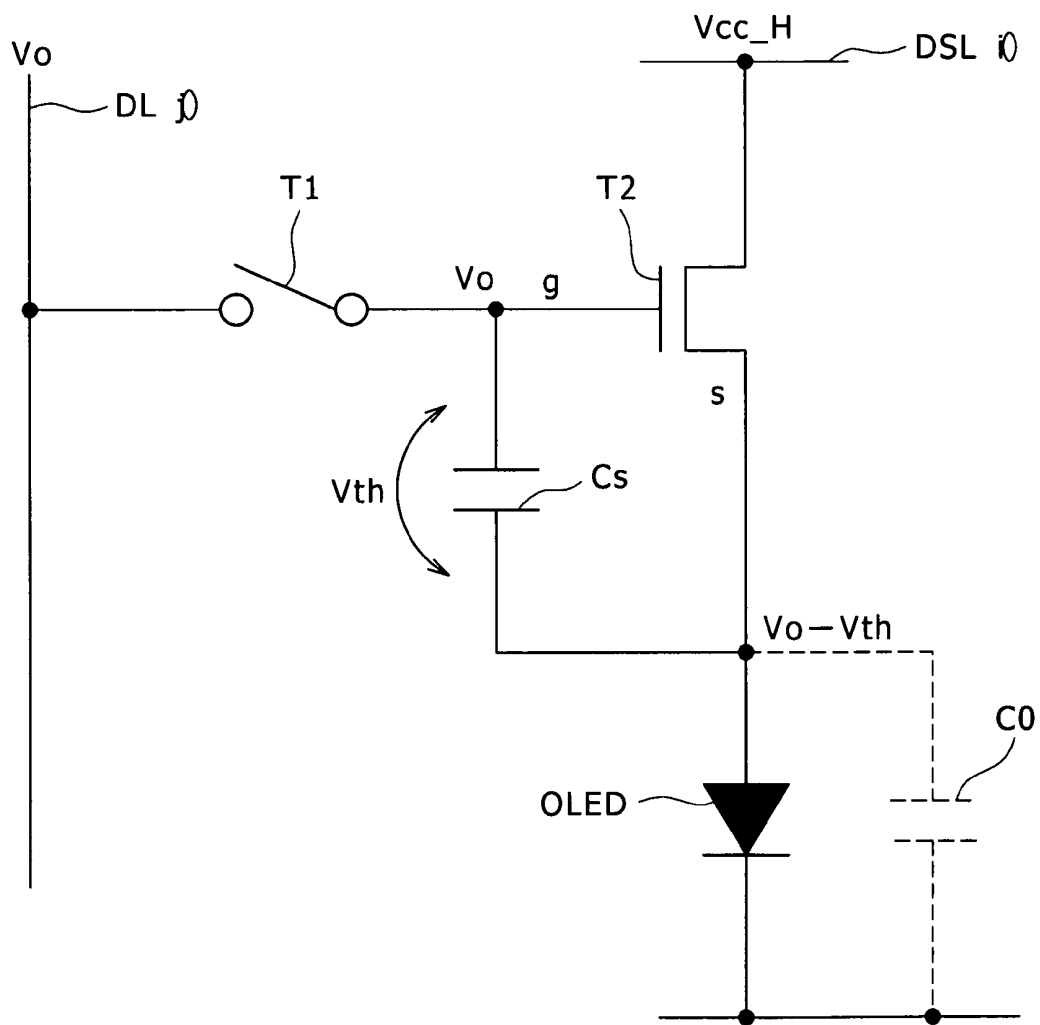 Vcc_H
Vo
DSL i()
DL j()
T1
T2
Vo
g
s
Vth
Cs
Vo−Vth
C0
OLED